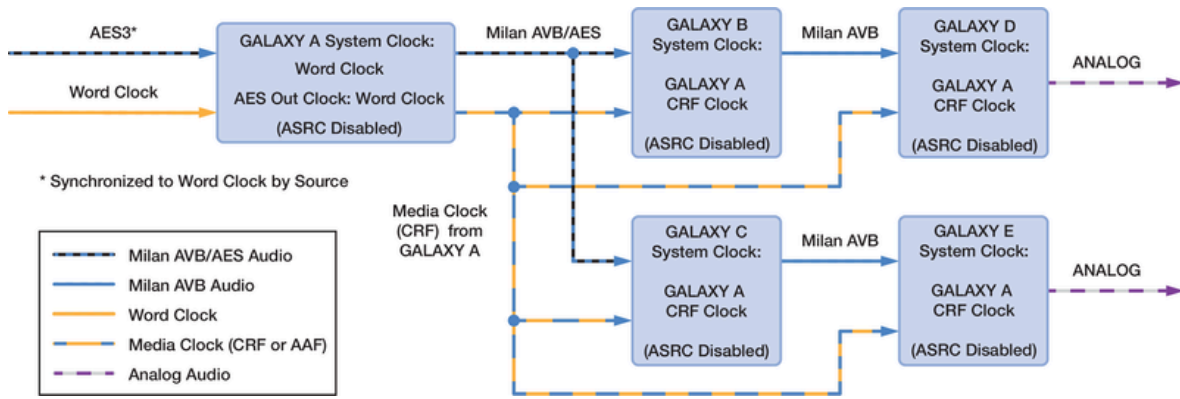 AES3*
Word Clock
GALAXY A System Clock:
Word Clock
AES Out Clock: Word Clock
(ASRC Disabled)
Milan AVB/AES
GALAXY B
System Clock:
GALAXY A
CRF Clock
(ASRC Disabled)
Milan AVB
GALAXY D
System Clock:
GALAXY A
CRF Clock
(ASRC Disabled)
ANALOG
* Synchronized to Word Clock by Source
Media Clock
(CRF) from
GALAXY A
GALAXY C
System Clock:
GALAXY A
CRF Clock
(ASRC Disabled)
Milan AVB
GALAXY E
System Clock:
GALAXY A
CRF Clock
(ASRC Disabled)
ANALOG
Milan AVB/AES Audio
Milan AVB Audio
Word Clock
Media Clock (CRF or AAF)
Analog Audio